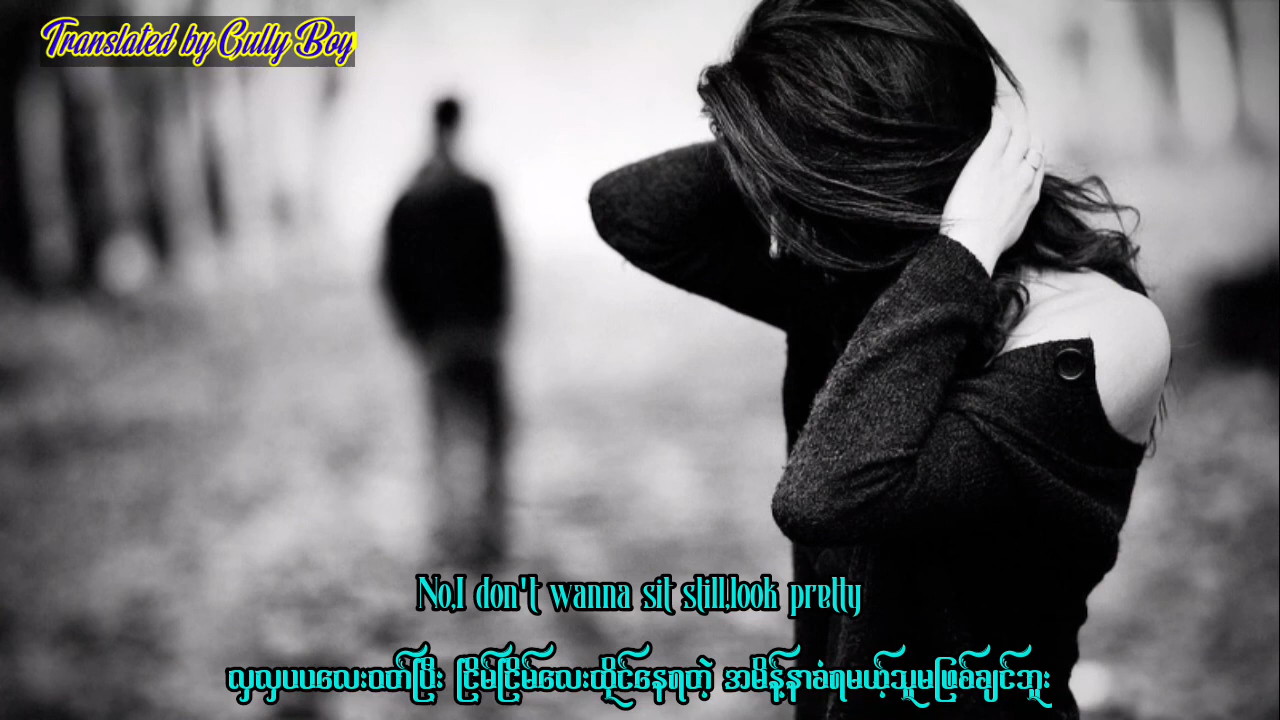 Translated by Gully Boy
No,I don't wanna sit still,look pretty
လှလှပပလေးဝတ်ပြီး ငြိမ်ငြိမ်လေးထိုင်နေရတဲ့ အမိန့်နာခံရမယ့်သူမဖြစ်ချင်ဘူး